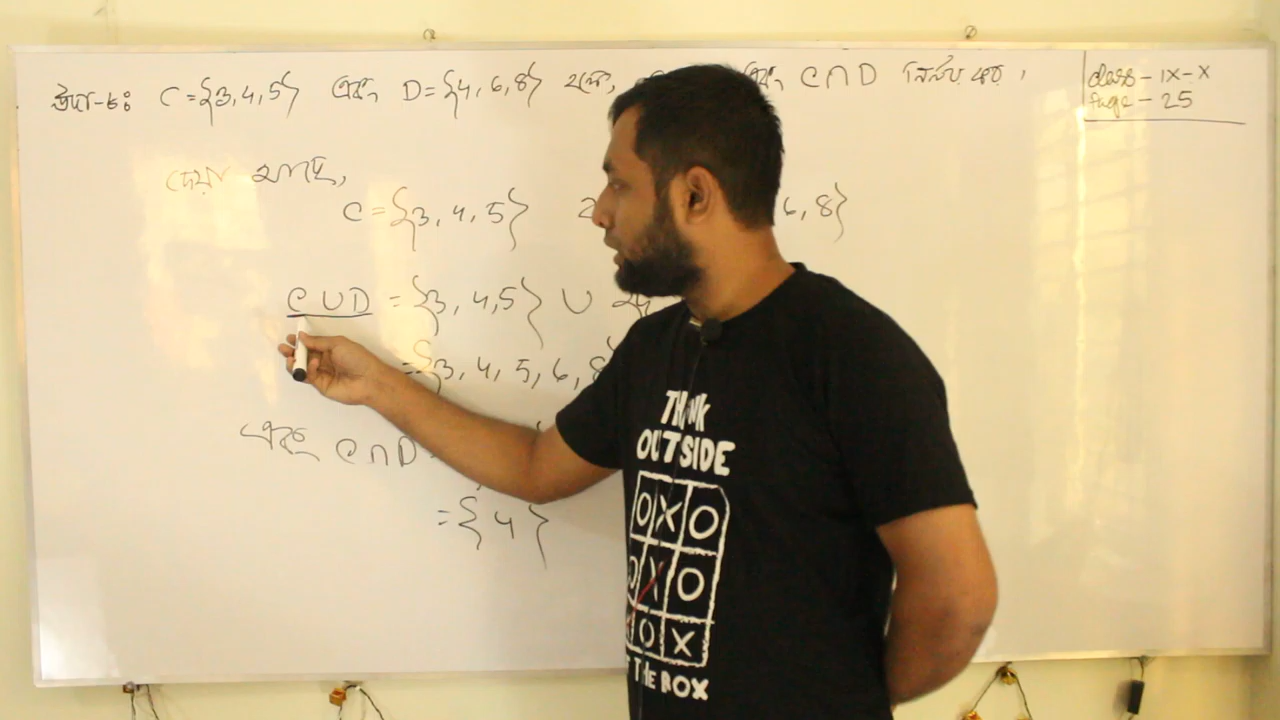 উদা-৬: C = {3, 4, 5} এবং D = {4, 6, 8} হলে, এবং C ∩ D নির্ণয় কর।
class - IX-X
Page - 25
দেয়া আছে,
C = {3, 4, 5} 6, 8}
C ∪ D = {3, 4, 5} ∪
= {3, 4, 5, 6, 8
এবং C ∩ D
= {4}
THINK
OUTSIDE
O X O
X O
O X
THE BOX